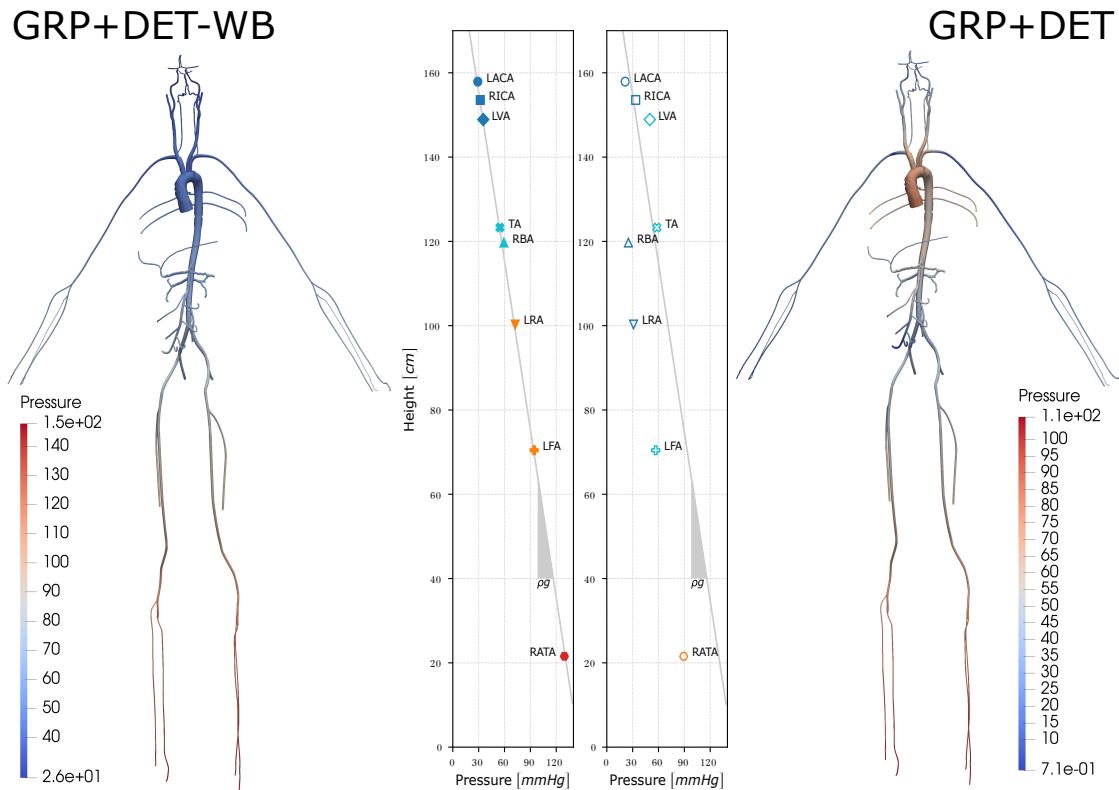 GRP+DET-WB
GRP+DET
Pressure
1.5e+02
140
130
120
110
100
90
80
70
60
50
40
2.6e+01
Height [cm]
160
140
120
100
80
60
40
20
0
LACA
RICA
LVA
TA
RBA
LRA
LFA
ρg
RATA
0
30
60
90
120
Pressure [mmHg]
160
140
120
100
80
60
40
20
0
LACA
RICA
LVA
TA
RBA
LRA
LFA
ρg
RATA
0
30
60
90
120
Pressure [mmHg]
Pressure
1.1e+02
100
95
90
85
80
75
70
65
60
55
50
45
40
35
30
25
20
15
10
7.1e-01